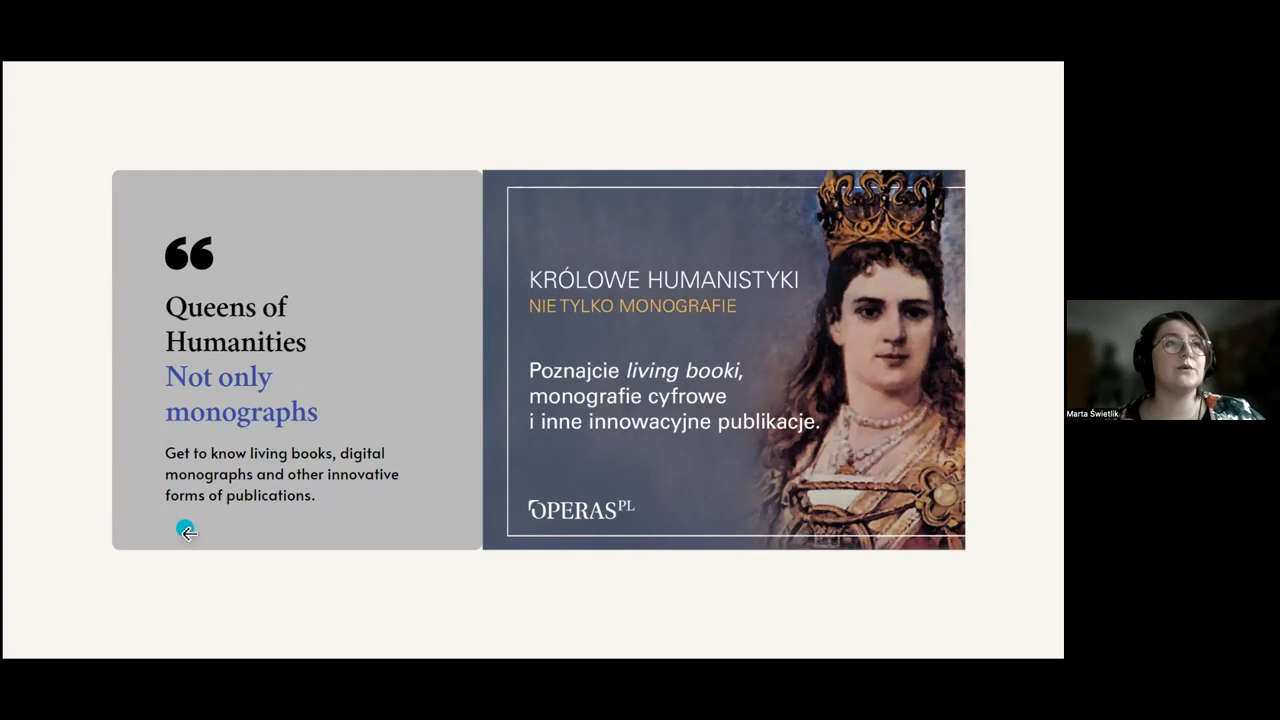 “
Queens of
Humanities
Not only
monographs
Get to know living books, digital
monographs and other innovative
forms of publications.
KRÓLOWE HUMANISTYKI
NIE TYLKO MONOGRAFIE
Poznajcie living booki,
monografie cyfrowe
i inne innowacyjne publikacje.
OPERAS PL
Marta Świetlik